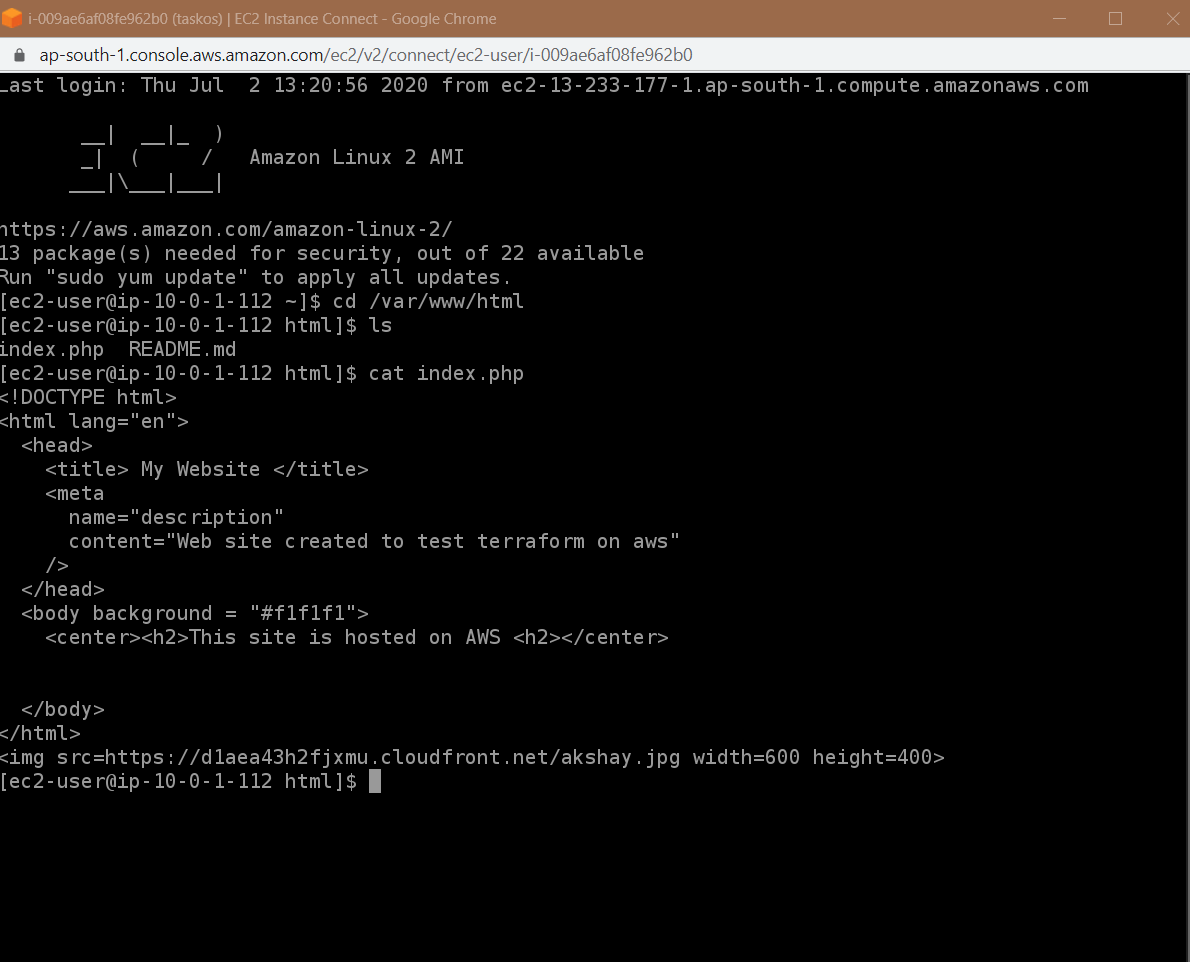 i-009ae6af08fe962b0 (taskos) | EC2 Instance Connect - Google Chrome
ap-south-1.console.aws.amazon.com/ec2/v2/connect/ec2-user/i-009ae6af08fe962b0
Last login: Thu Jul  2 13:20:56 2020 from ec2-13-233-177-1.ap-south-1.compute.amazonaws.com
       __|  __|_  )
       _|  (     /   Amazon Linux 2 AMI
      ___|\___|___|
https://aws.amazon.com/amazon-linux-2/
13 package(s) needed for security, out of 22 available
Run "sudo yum update" to apply all updates.
[ec2-user@ip-10-0-1-112 ~]$ cd /var/www/html
[ec2-user@ip-10-0-1-112 html]$ ls
index.php  README.md
[ec2-user@ip-10-0-1-112 html]$ cat index.php
<!DOCTYPE html>
<html lang="en">
  <head>
    <title> My Website </title>
    <meta
      name="description"
      content="Web site created to test terraform on aws"
    />
  </head>
  <body background = "#f1f1f1">
    <center><h2>This site is hosted on AWS <h2></center>
  </body>
</html>
<img src=https://d1aea43h2fjxmu.cloudfront.net/akshay.jpg width=600 height=400>
[ec2-user@ip-10-0-1-112 html]$